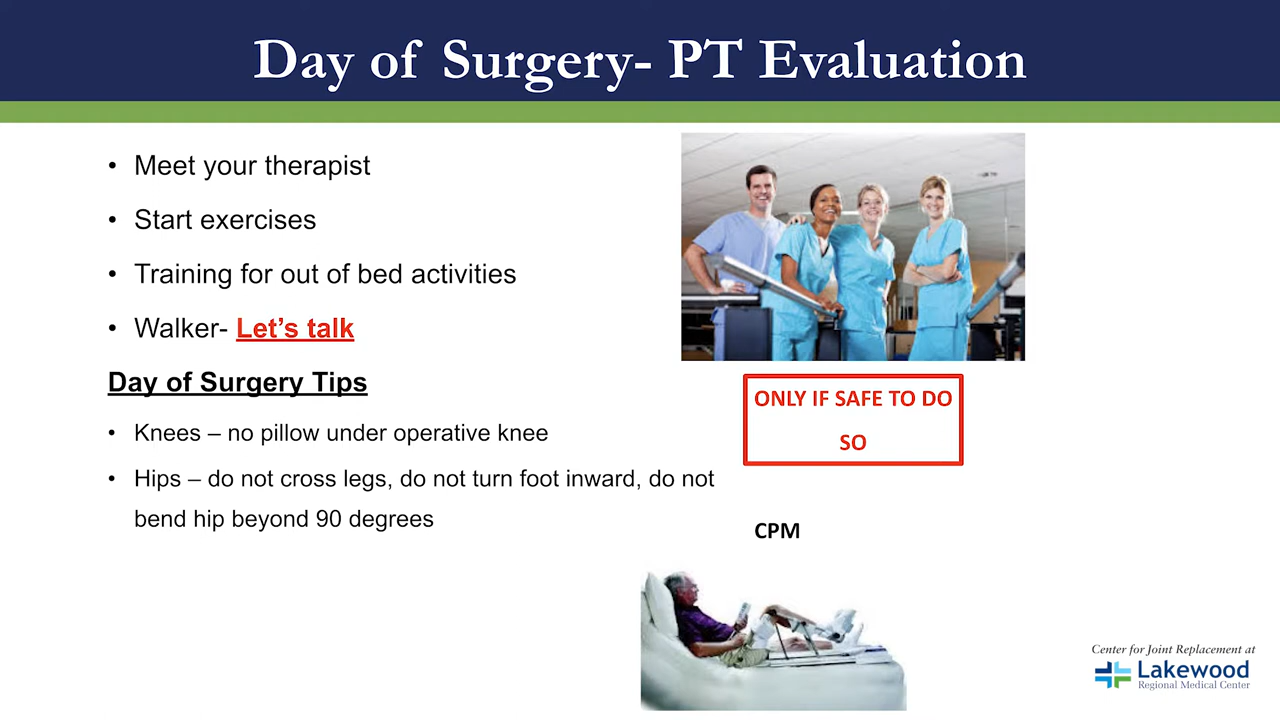 Day of Surgery- PT Evaluation
• Meet your therapist
• Start exercises
• Training for out of bed activities
• Walker- Let’s talk
Day of Surgery Tips
• Knees – no pillow under operative knee
• Hips – do not cross legs, do not turn foot inward, do not
bend hip beyond 90 degrees
ONLY IF SAFE TO DO
SO
CPM
Center for Joint Replacement at
Lakewood
Regional Medical Center